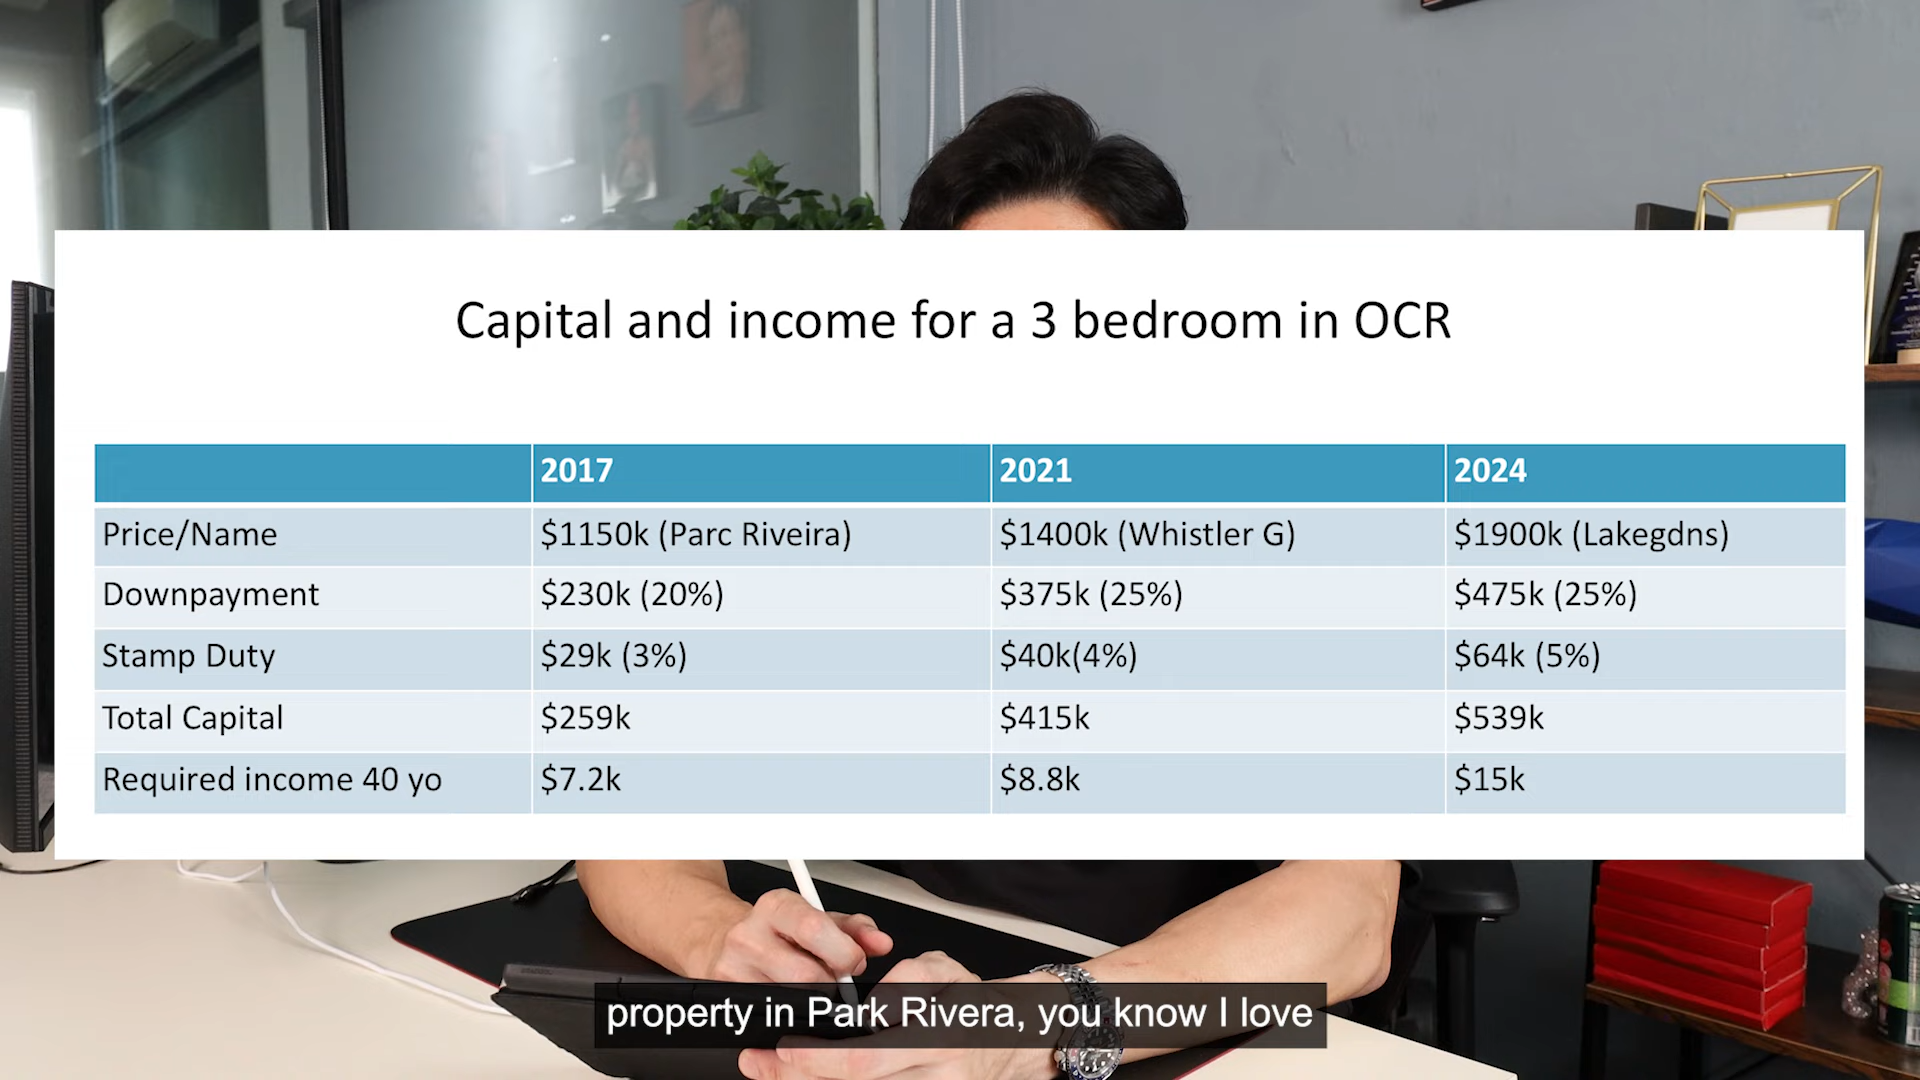 Capital and income for a 3 bedroom in OCR
2017 2021 2024
Price/Name $1150k (Parc Riveira) $1400k (Whistler G) $1900k (Lakegdns)
Downpayment $230k (20%) $375k (25%) $475k (25%)
Stamp Duty $29k (3%) $40k(4%) $64k (5%)
Total Capital $259k $415k $539k
Required income 40 yo $7.2k $8.8k $15k
property in Park Rivera, you know I love